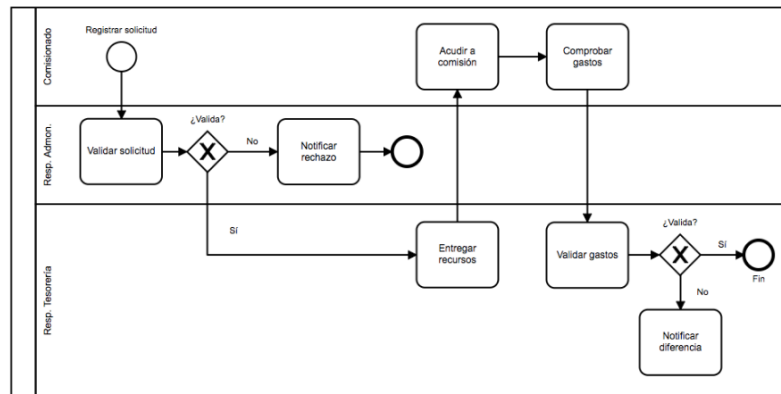 Comisionado
Registrar solicitud
Acudir a
comisión
Comprobar
gastos
Resp. Admon.
Validar solicitud
¿Valida?
No
Notificar
rechazo
Resp. Tesorería
Sí
Entregar
recursos
Validar gastos
¿Valida?
Sí
Fin
No
Notificar
diferencia